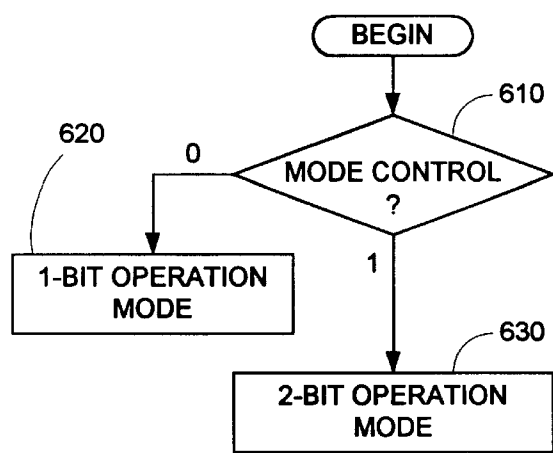 BEGIN
610
620
0
MODE CONTROL
?
1-BIT OPERATION
MODE
1
630
2-BIT OPERATION
MODE